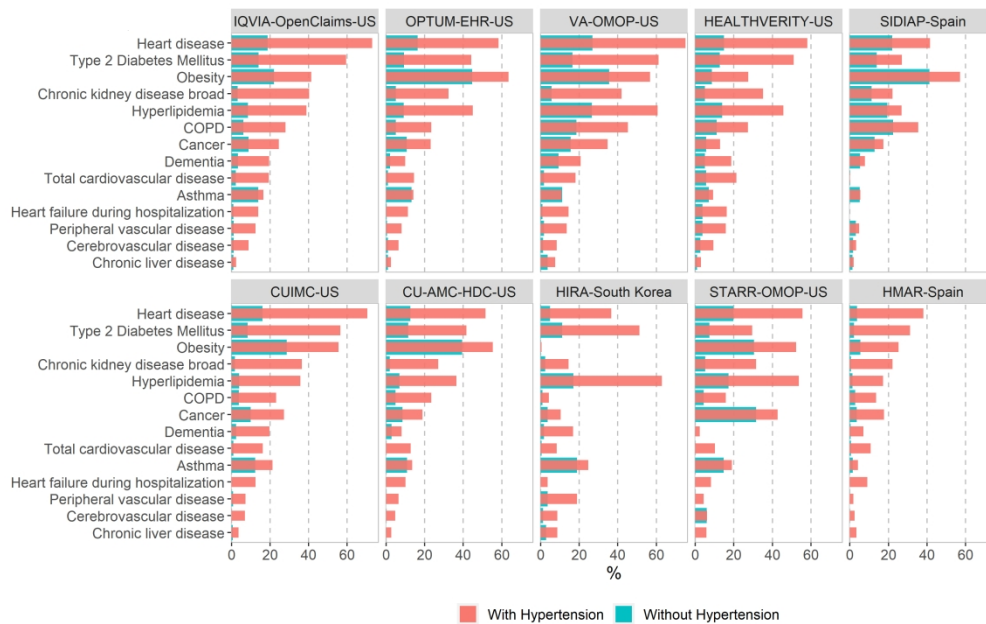 IQVIA-OpenClaims-US OPTUM-EHR-US VA-OMOP-US HEALTHVERITY-US SIDIAP-Spain
Heart disease
Type 2 Diabetes Mellitus
Obesity
Chronic kidney disease broad
Hyperlipidemia
COPD
Cancer
Dementia
Total cardiovascular disease
Asthma
Heart failure during hospitalization
Peripheral vascular disease
Cerebrovascular disease
Chronic liver disease
CUIMC-US CU-AMC-HDC-US HIRA-South Korea STARR-OMOP-US HMAR-Spain
Heart disease
Type 2 Diabetes Mellitus
Obesity
Chronic kidney disease broad
Hyperlipidemia
COPD
Cancer
Dementia
Total cardiovascular disease
Asthma
Heart failure during hospitalization
Peripheral vascular disease
Cerebrovascular disease
Chronic liver disease
0 20 40 60 0 20 40 60 0 20 40 60 0 20 40 60 0 20 40 60
%
With Hypertension Without Hypertension